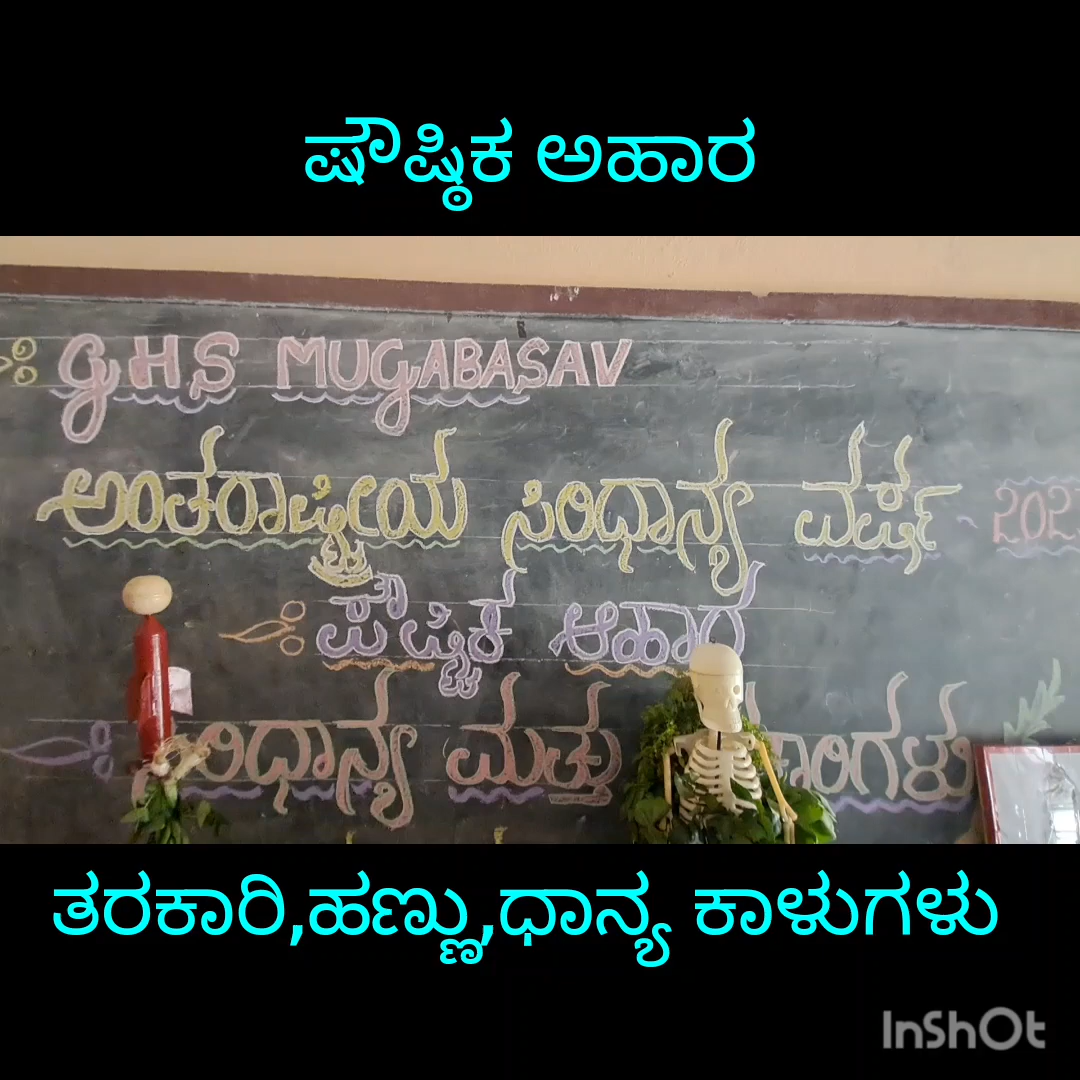 ಷೌಷ್ಠಿಕ ಅಹಾರ
GHS MUGABASAV
ಅಂತರಾಷ್ಟ್ರೀಯ ಸಿರಿಧಾನ್ಯ ವರ್ಷ -
ಪೌಷ್ಟಿಕ ಆಹಾರ
ಮತ್ತು
ತರಕಾರಿ,ಹಣ್ಣು,ಧಾನ್ಯ ಕಾಳುಗಳು
InShOt